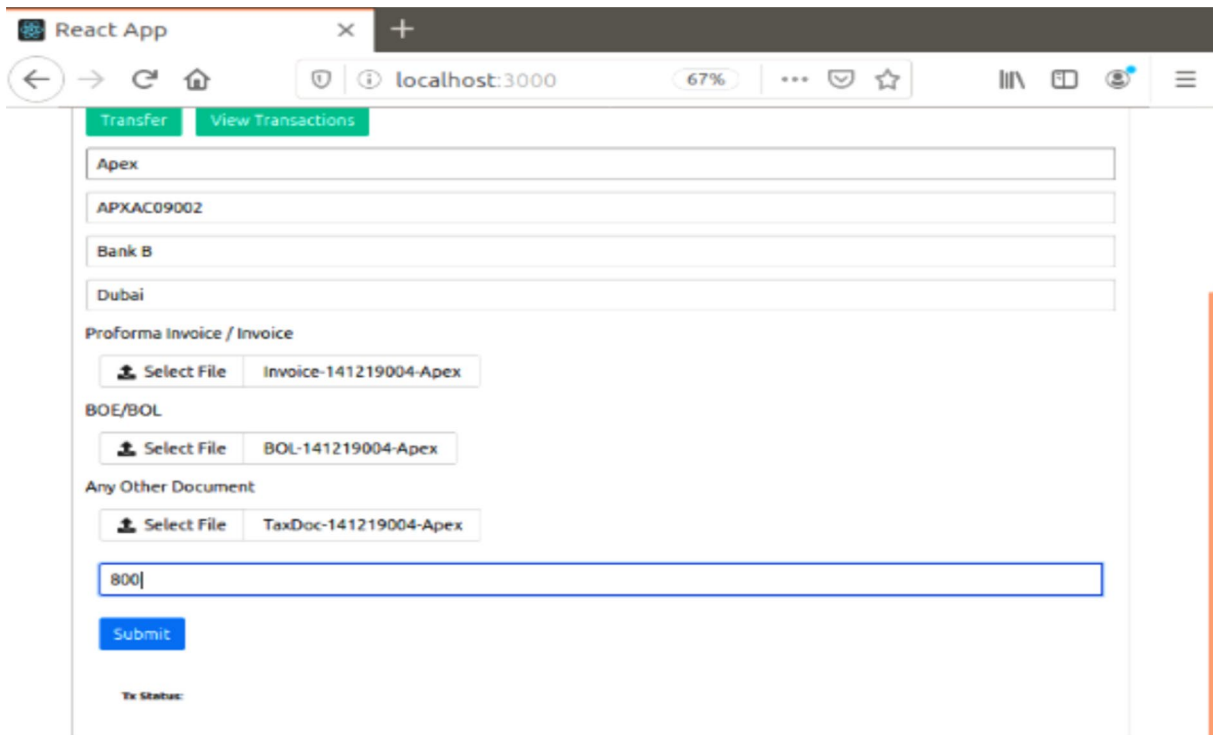 React App
localhost:3000 67%
Transfer View Transactions
Apex
APXAC09002
Bank B
Dubai
Proforma Invoice / Invoice
Select File Invoice-141219004-Apex
BOE/BOL
Select File BOL-141219004-Apex
Any Other Document
Select File TaxDoc-141219004-Apex
800
Submit
Tx Status: